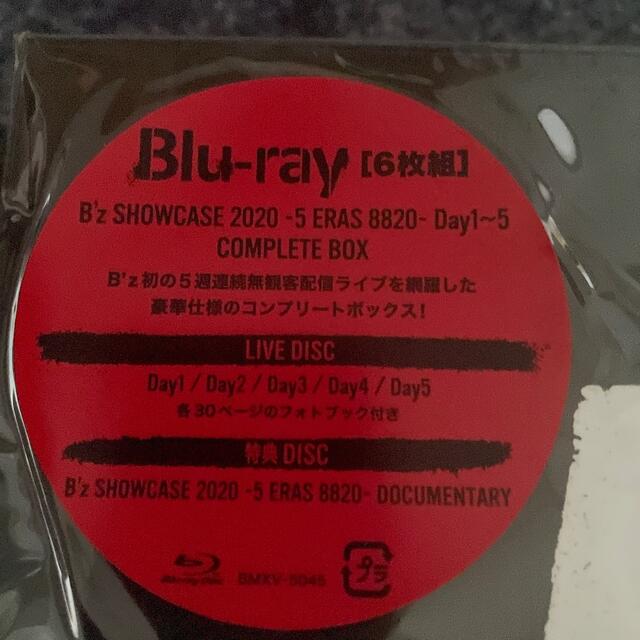 Blu-ray [6枚組]
B'z SHOWCASE 2020 -5 ERAS 8820- Day1~5
COMPLETE BOX
B'z初の5週連続無観客配信ライブを網羅した
豪華仕様のコンプリートボックス!
LIVE DISC
Day1 / Day2 / Day3 / Day4 / Day5
各30ページのフォトブック付き
特典DISC
B'z SHOWCASE 2020 -5 ERAS 8820- DOCUMENTARY
Blu-ray Disc BMXV-5045 プラ